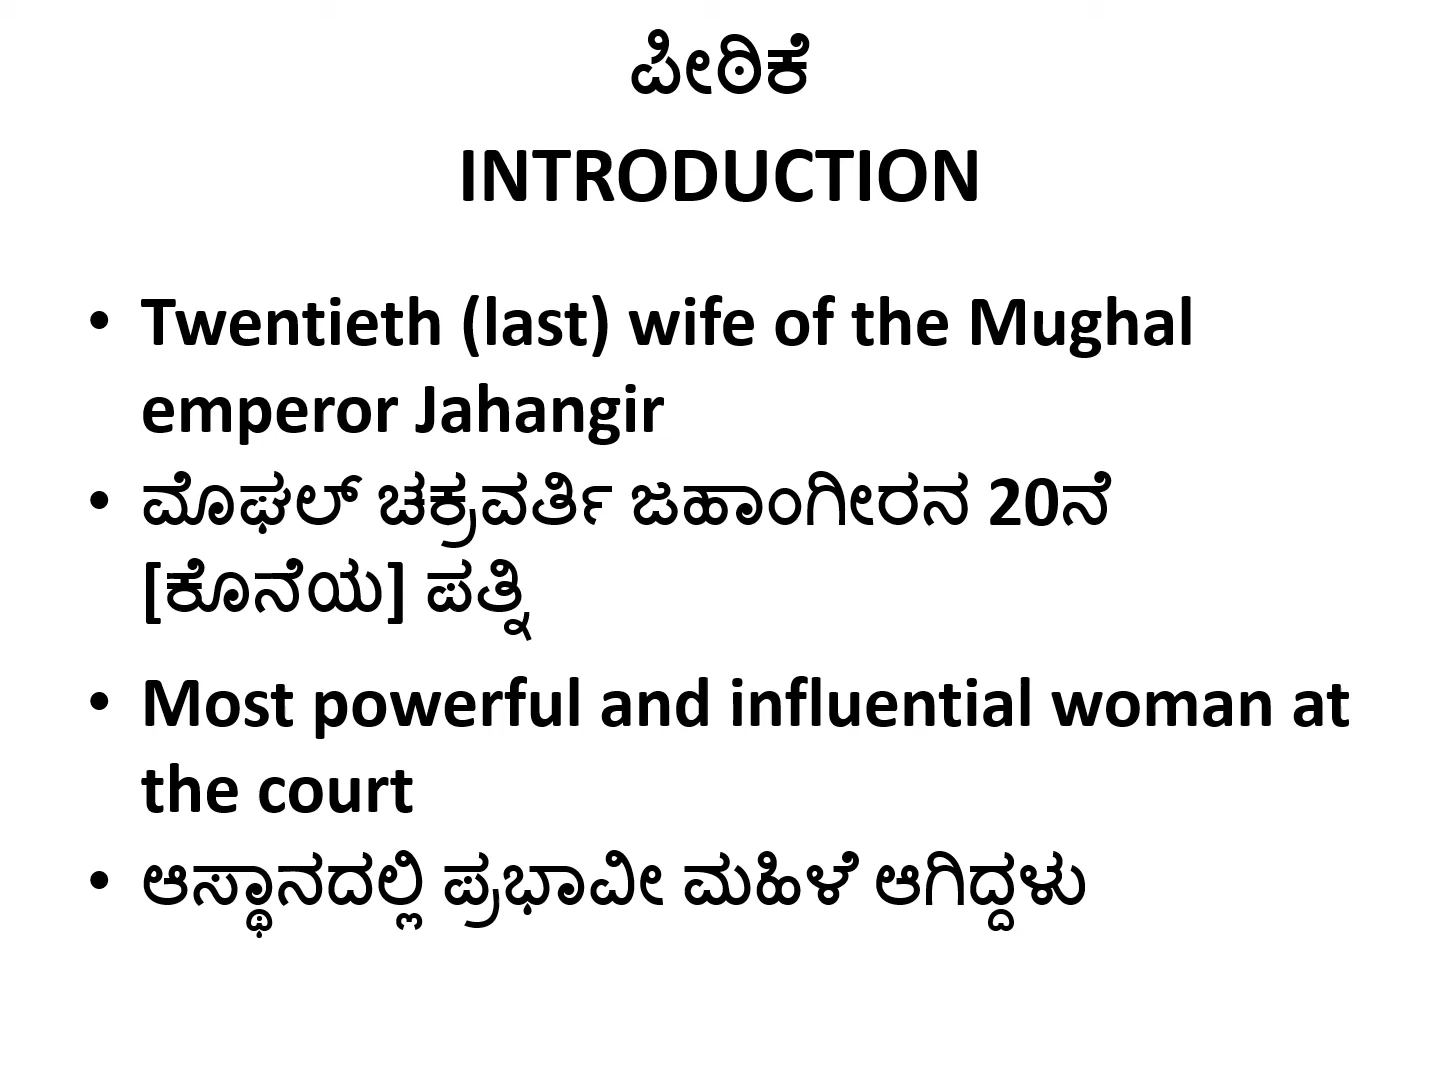 ಪೀಠಿಕೆ
INTRODUCTION
• Twentieth (last) wife of the Mughal
emperor Jahangir
• ಮೊಘಲ್ ಚಕ್ರವರ್ತಿ ಜಹಾಂಗೀರನ 20ನೆ
[ಕೊನೆಯ] ಪತ್ನಿ
• Most powerful and influential woman at
the court
• ಆಸ್ಥಾನದಲ್ಲಿ ಪ್ರಭಾವೀ ಮಹಿಳೆ ಆಗಿದ್ದಳು